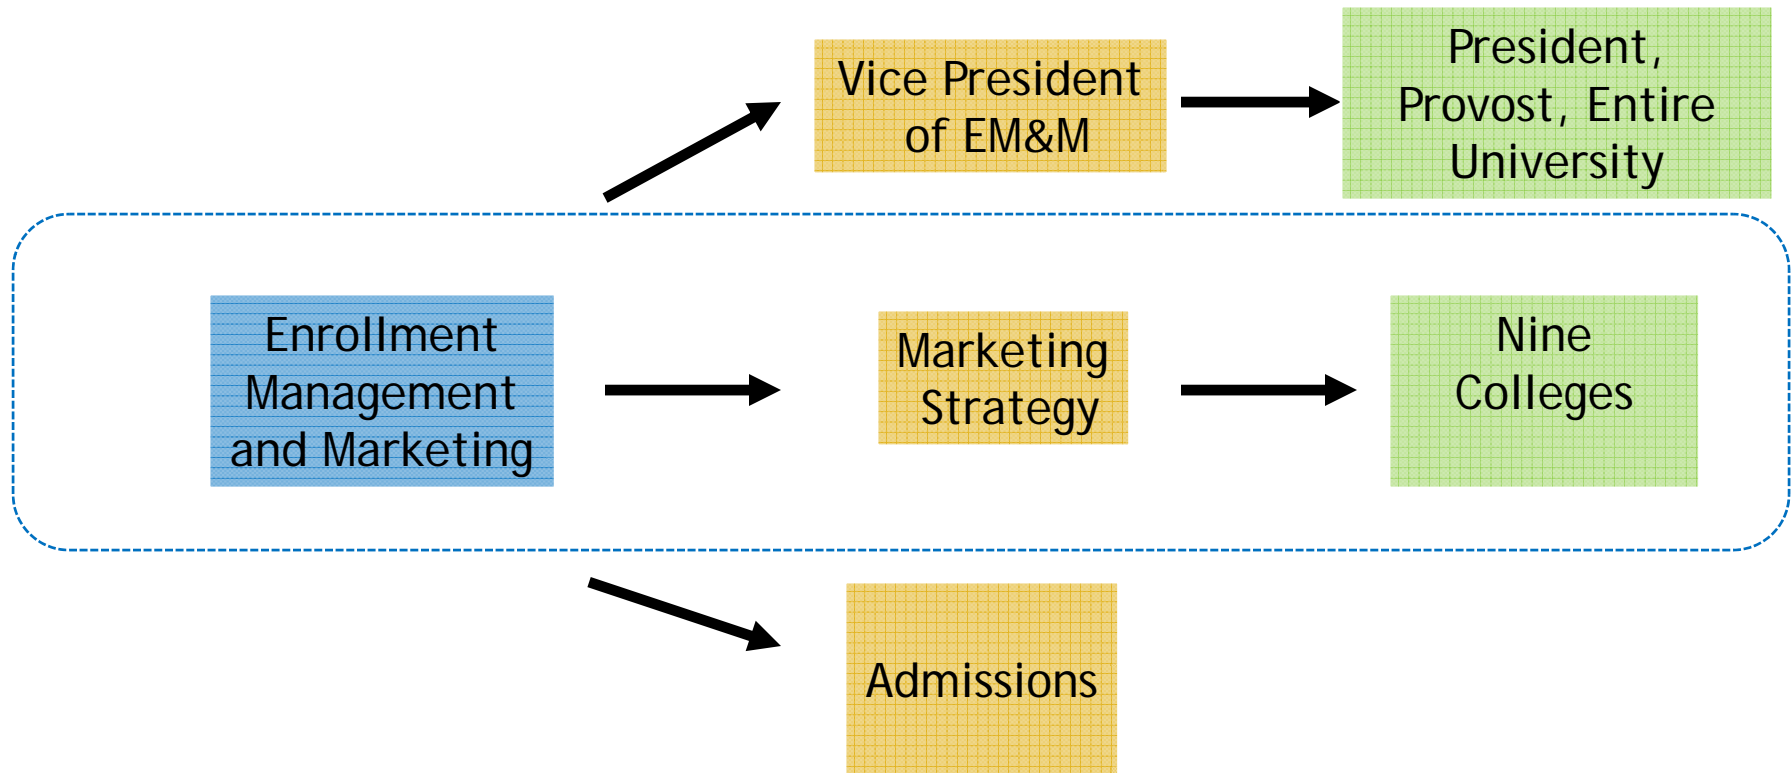 Vice President
of EM&M
President,
Provost, Entire
University
Enrollment
Management
and Marketing
Marketing
Strategy
Nine
Colleges
Admissions